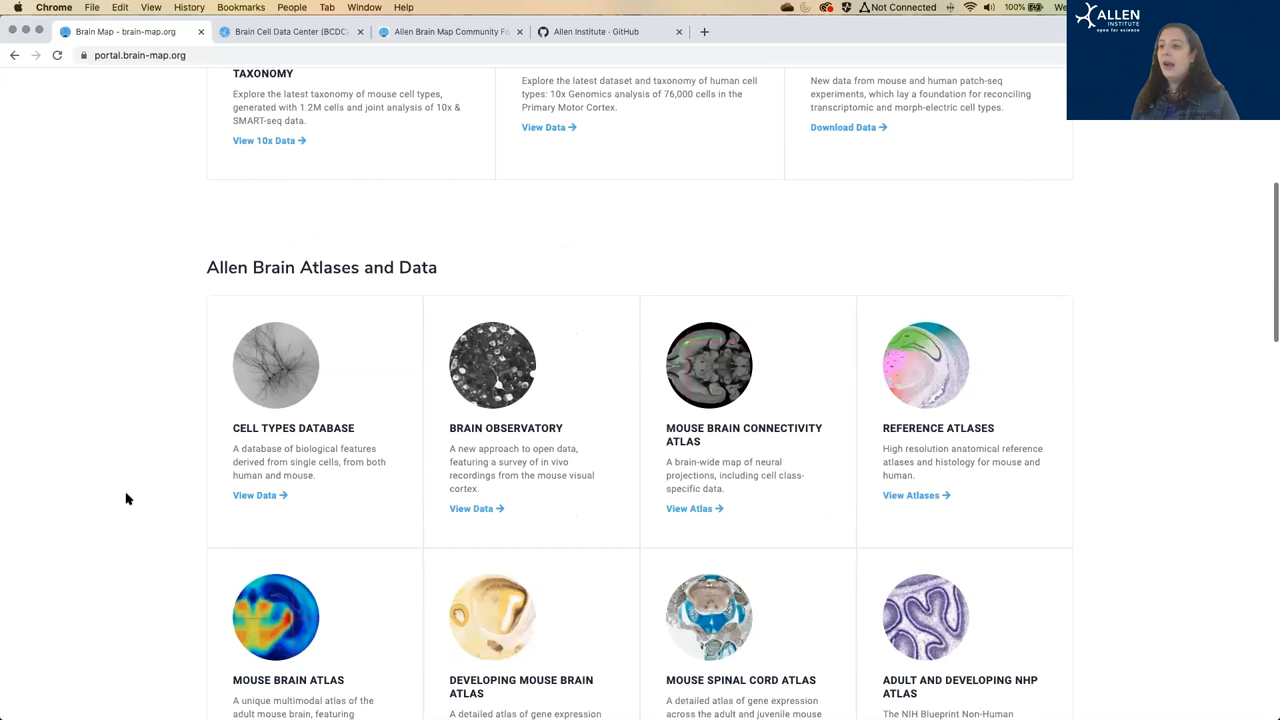 Chrome File Edit View History Bookmarks People Tab Window Help
Not Connected 100% We
Brain Map - brain-map.org
Brain Cell Data Center (BCDC)
Allen Brain Map Community Fo
Allen Institute · GitHub
portal.brain-map.org
ALLEN
INSTITUTE
open for science
TAXONOMY
Explore the latest taxonomy of mouse cell types,
generated with 1.2M cells and joint analysis of 10x &
SMART-seq data.
View 10x Data →
Explore the latest dataset and taxonomy of human cell
types: 10x Genomics analysis of 76,000 cells in the
Primary Motor Cortex.
View Data →
New data from mouse and human patch-seq
experiments, which lay a foundation for reconciling
transcriptomic and morph-electric cell types.
Download Data →
Allen Brain Atlases and Data
CELL TYPES DATABASE
A database of biological features
derived from single cells, from both
human and mouse.
View Data →
BRAIN OBSERVATORY
A new approach to open data,
featuring a survey of in vivo
recordings from the mouse visual
cortex.
View Data →
MOUSE BRAIN CONNECTIVITY
ATLAS
A brain-wide map of neural
projections, including cell class-
specific data.
View Atlas →
REFERENCE ATLASES
High resolution anatomical reference
atlases and histology for mouse and
human.
View Atlases →
MOUSE BRAIN ATLAS
A unique multimodal atlas of the
adult mouse brain, featuring
DEVELOPING MOUSE BRAIN
ATLAS
A detailed atlas of gene expression
MOUSE SPINAL CORD ATLAS
A detailed atlas of gene expression
across the adult and juvenile mouse
ADULT AND DEVELOPING NHP
ATLAS
The NIH Blueprint Non-Human